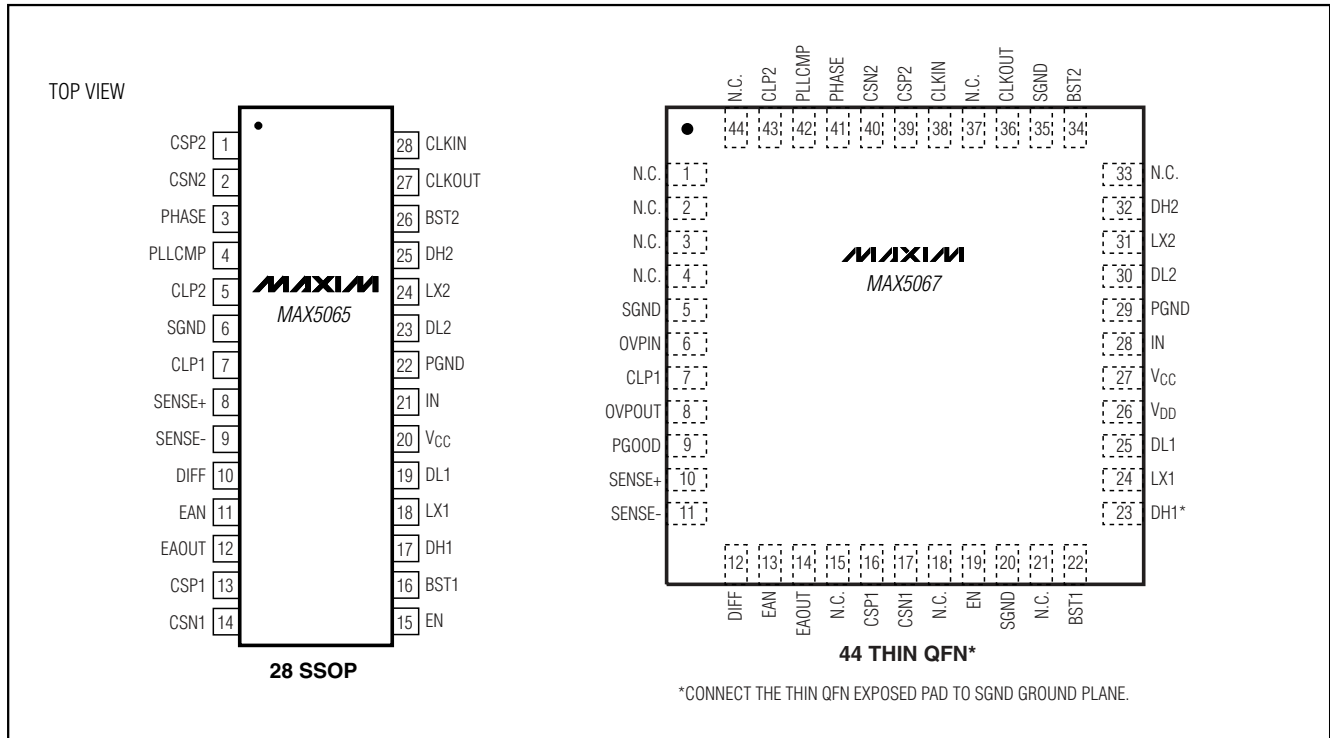 TOP VIEW
CSP2 1
CSN2 2
PHASE 3
PLLCMP 4
CLP2 5
SGND 6
CLP1 7
SENSE+ 8
SENSE- 9
DIFF 10
EAN 11
EAOUT 12
CSP1 13
CSN1 14
28 CLKIN
27 CLKOUT
26 BST2
25 DH2
24 LX2
23 DL2
22 PGND
21 IN
20 VCC
19 DL1
18 LX1
17 DH1
16 BST1
15 EN
MAXIM
MAX5065
28 SSOP
N.C. 44
CLP2 43
PLLCMP 42
PHASE 41
CSN2 40
CSP2 39
CLKIN 38
N.C. 37
CLKOUT 36
SGND 35
BST2 34
N.C. 1
N.C. 2
N.C. 3
N.C. 4
SGND 5
OVPIN 6
CLP1 7
OVPOUT 8
PGOOD 9
SENSE+ 10
SENSE- 11
33 N.C.
32 DH2
31 LX2
30 DL2
29 PGND
28 IN
27 VCC
26 VDD
25 DL1
24 LX1
23 DH1*
MAXIM
MAX5067
12 DIFF
13 EAN
14 EAOUT
15 N.C.
16 CSP1
17 CSN1
18 N.C.
19 EN
20 SGND
21 N.C.
22 BST1
44 THIN QFN*
*CONNECT THE THIN QFN EXPOSED PAD TO SGND GROUND PLANE.